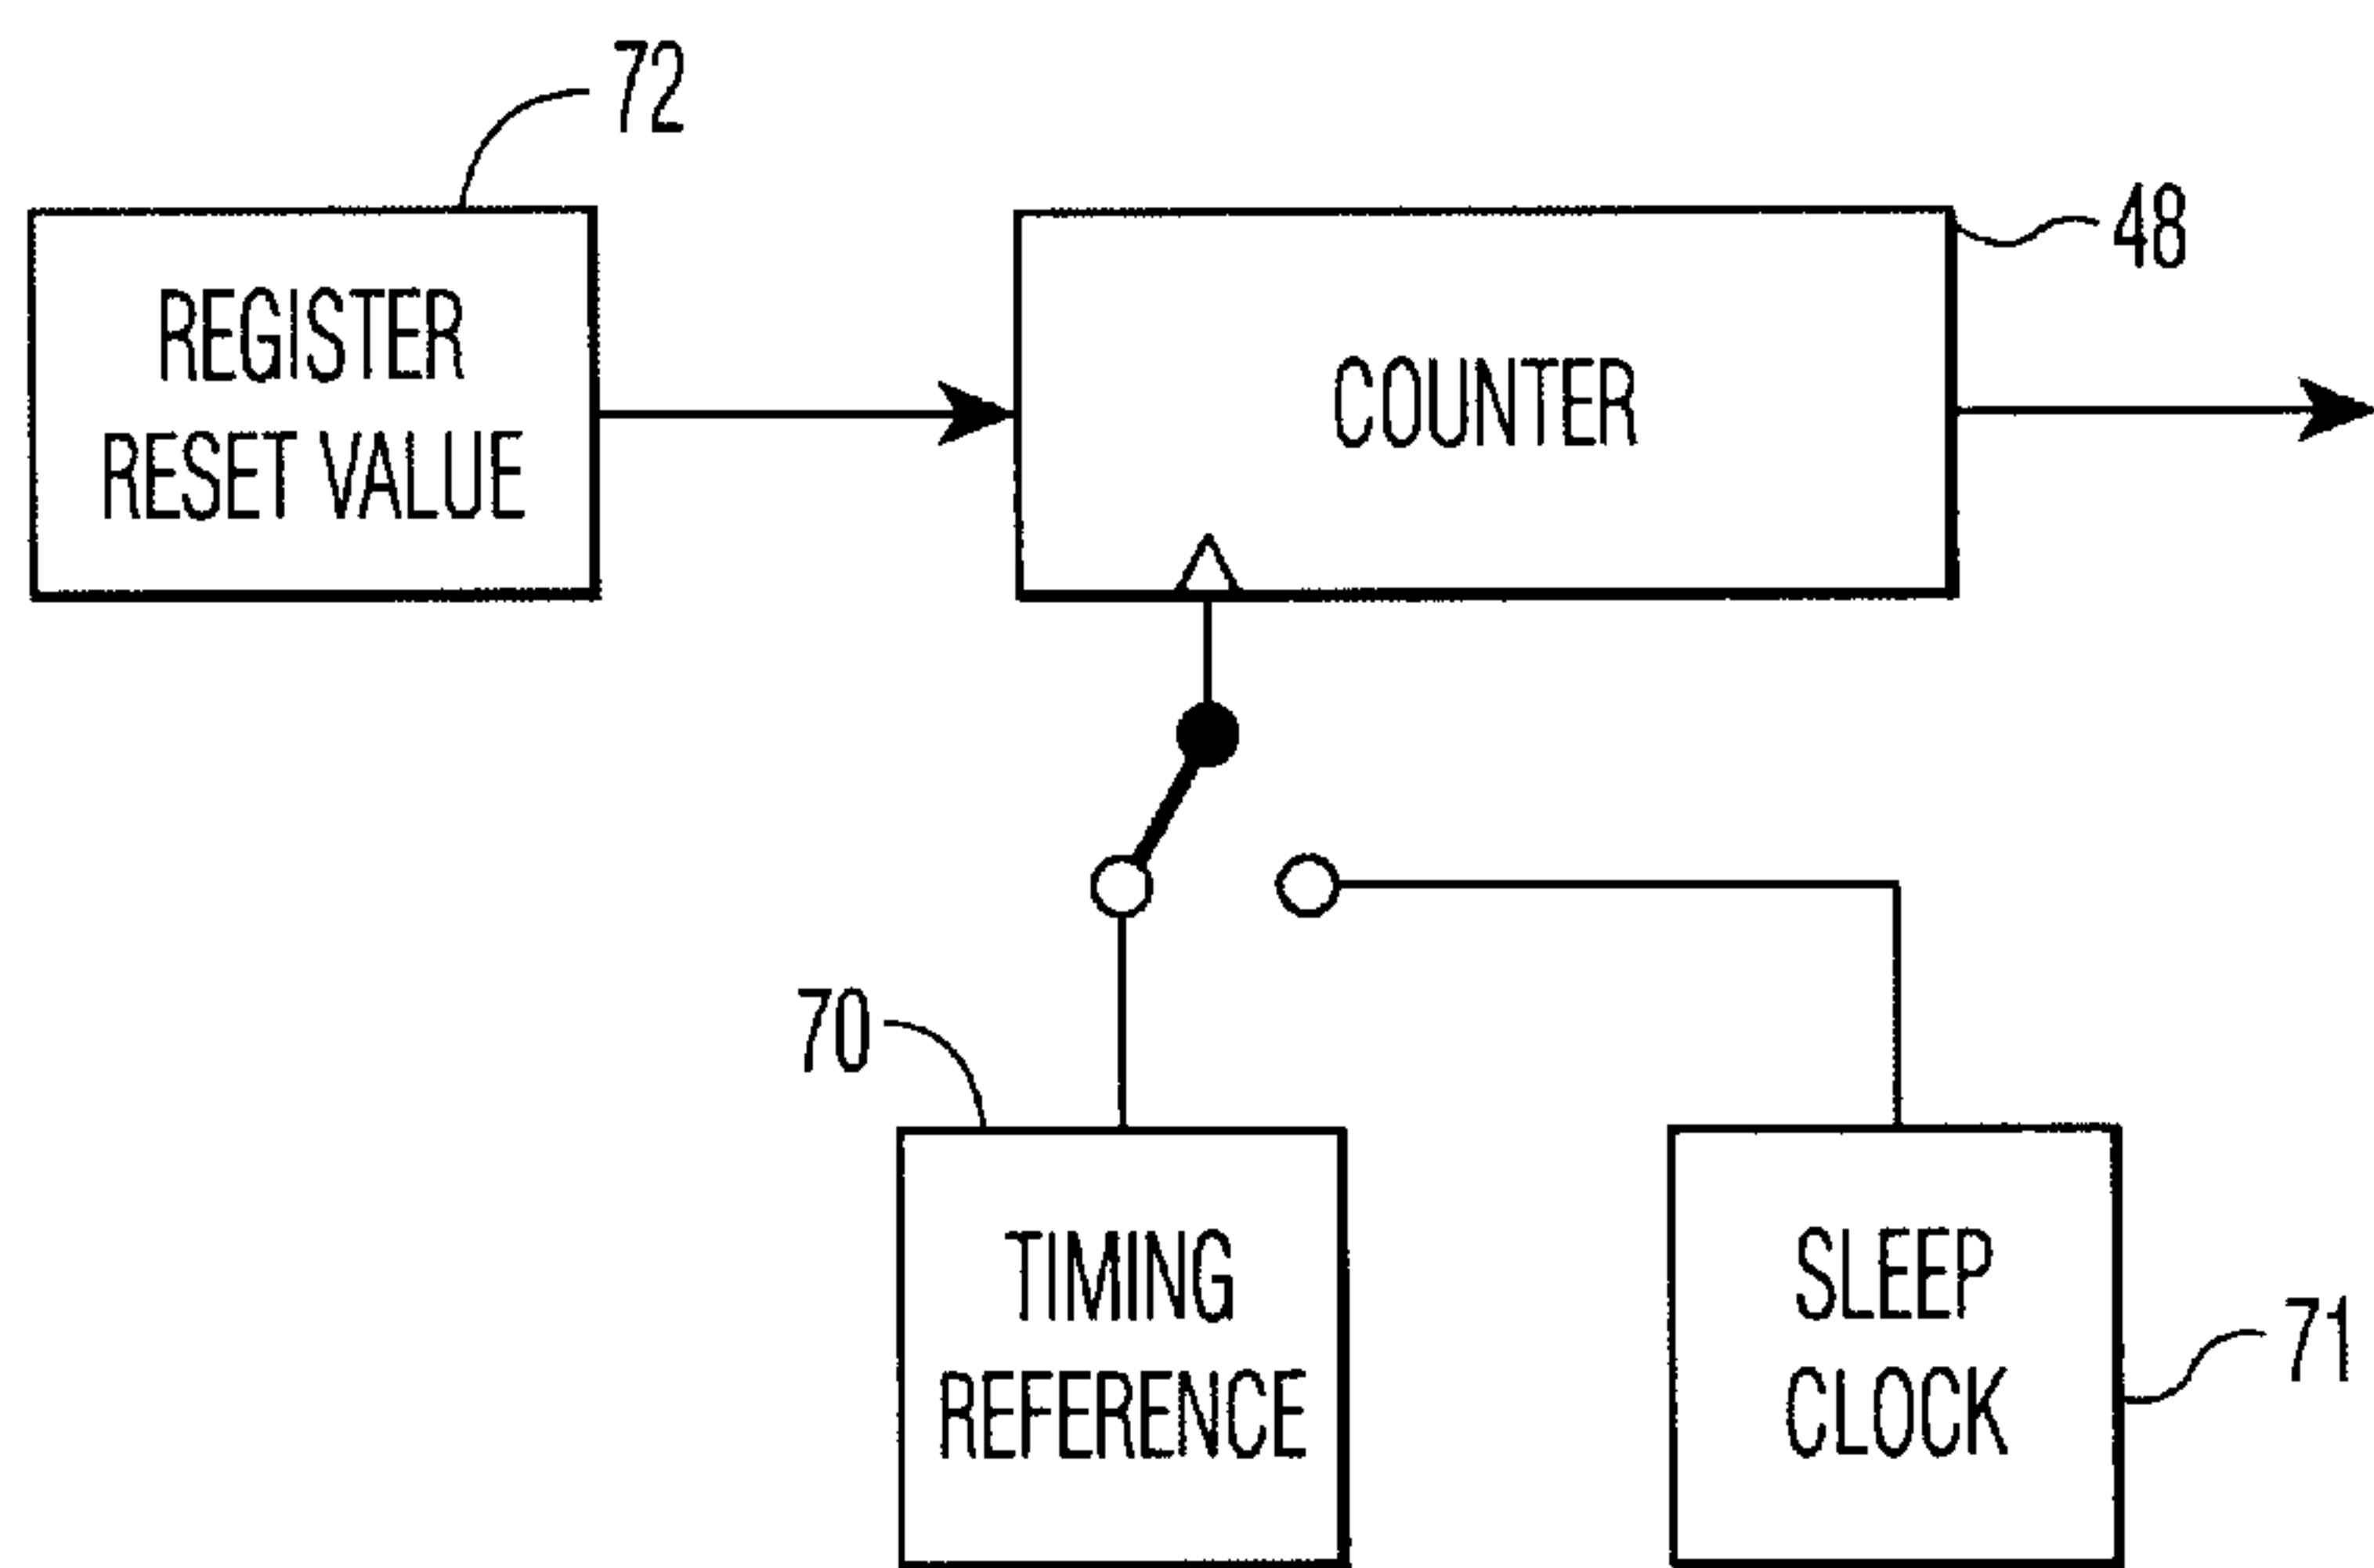 72
48
REGISTER
RESET VALUE
COUNTER
70
TIMING
REFERENCE
SLEEP
CLOCK
71